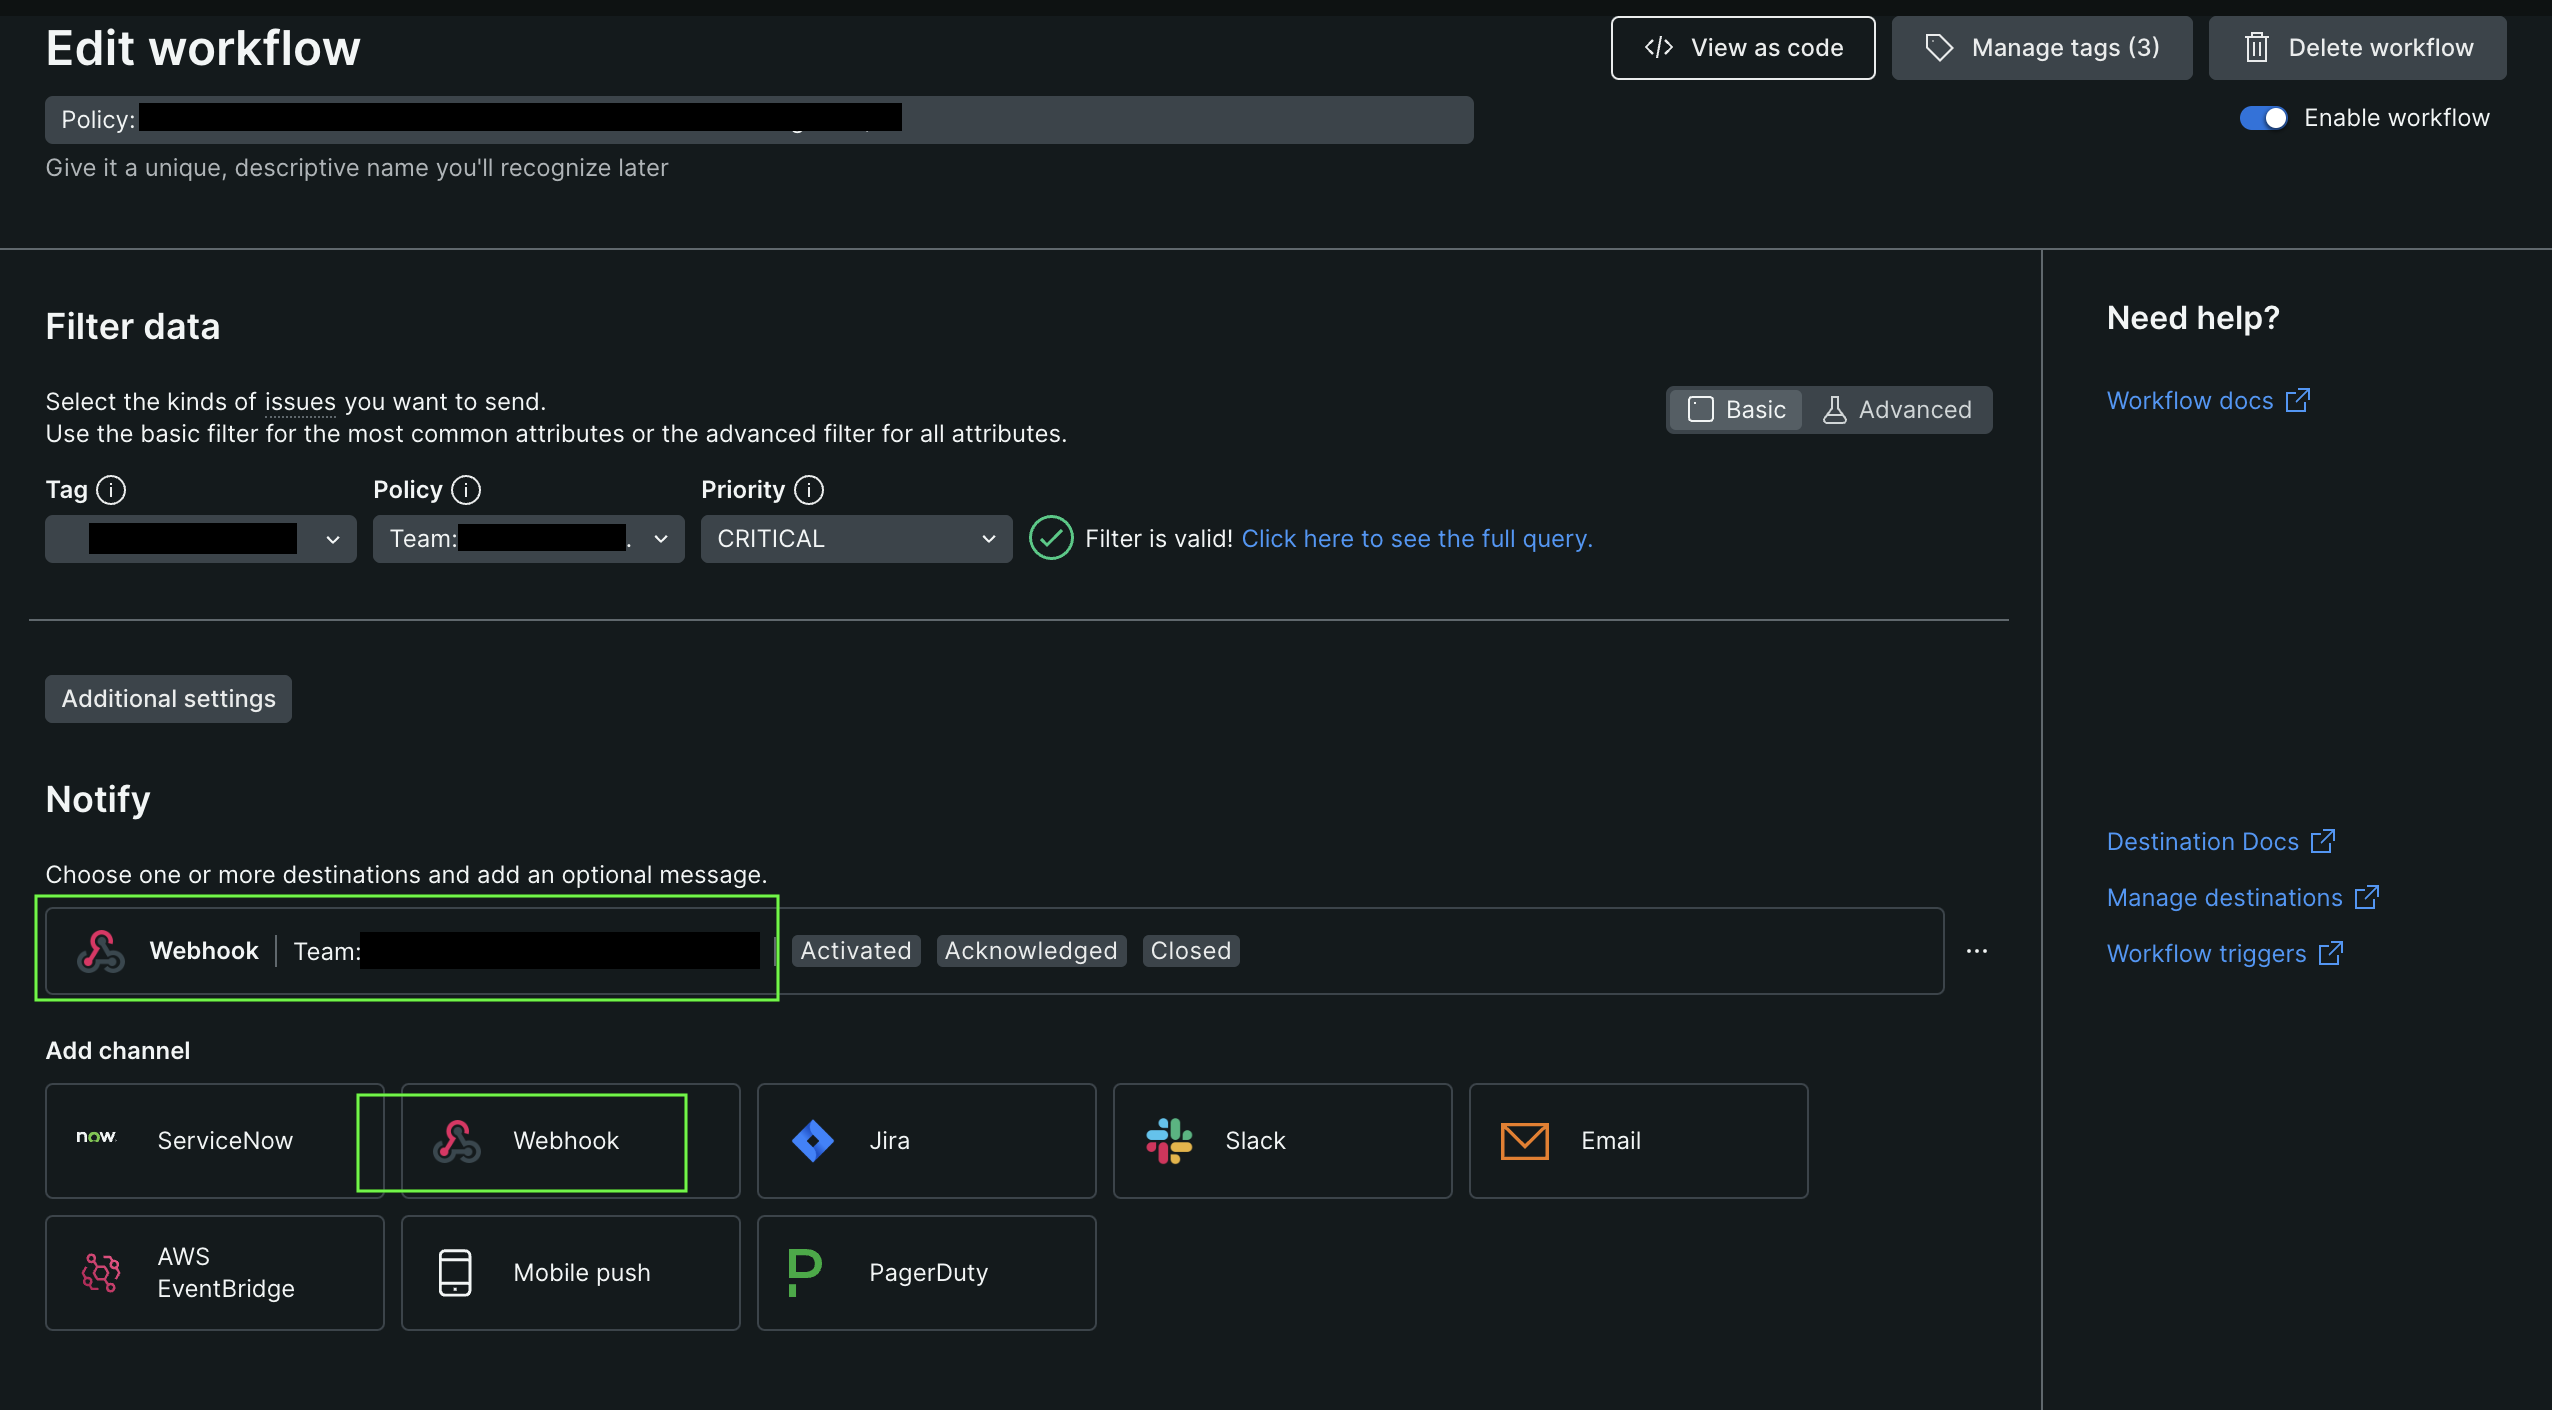 Edit workflow
View as code
Manage tags (3)
Delete workflow
Policy:
Enable workflow
Give it a unique, descriptive name you'll recognize later
Filter data
Need help?
Select the kinds of issues you want to send.
Use the basic filter for the most common attributes or the advanced filter for all attributes.
Basic
Advanced
Workflow docs
Tag
Policy
Priority
Team:
CRITICAL
Filter is valid! Click here to see the full query.
Additional settings
Notify
Choose one or more destinations and add an optional message.
Destination Docs
Manage destinations
Workflow triggers
Webhook | Team:
Activated
Acknowledged
Closed
...
Add channel
now.
ServiceNow
Webhook
Jira
Slack
Email
AWS
EventBridge
Mobile push
PagerDuty